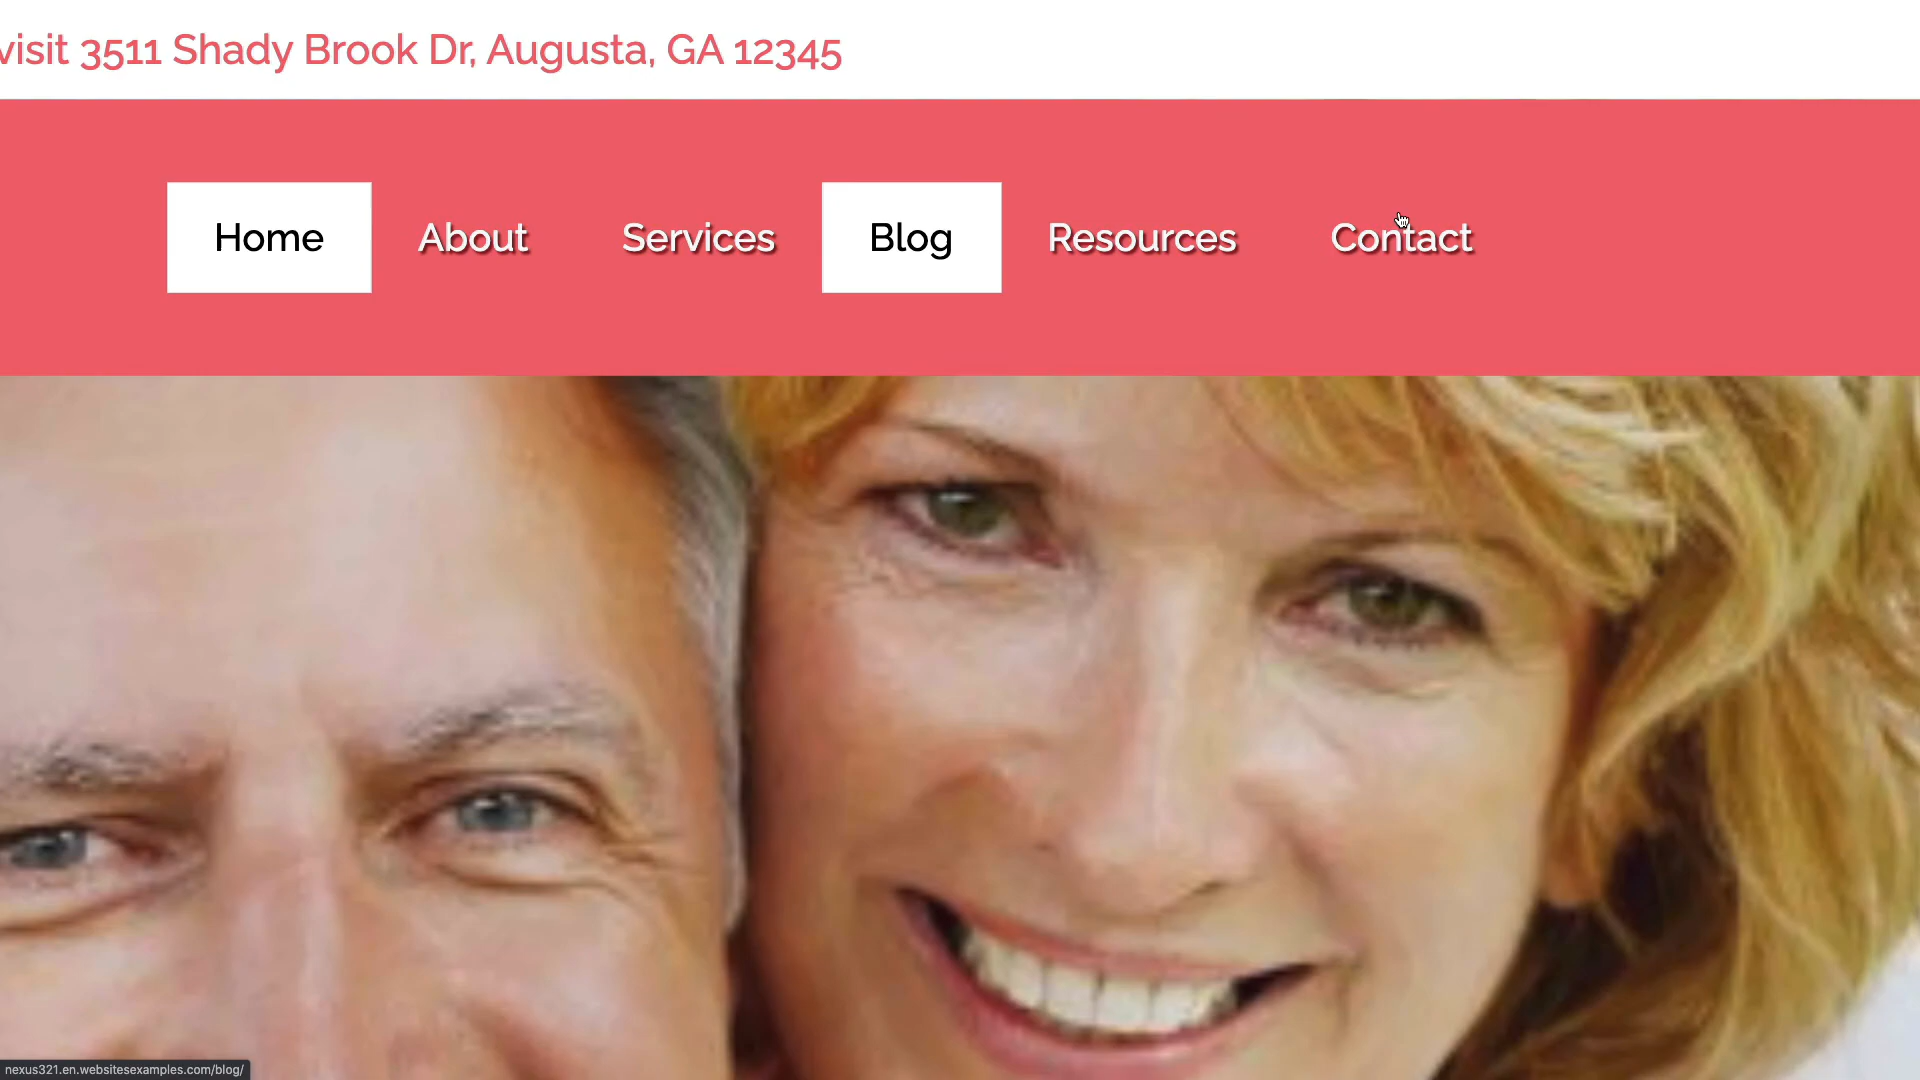 visit 3511 Shady Brook Dr, Augusta, GA 12345
Home About Services Blog Resources Contact
nexus321.en.websitesexamples.com/blog/